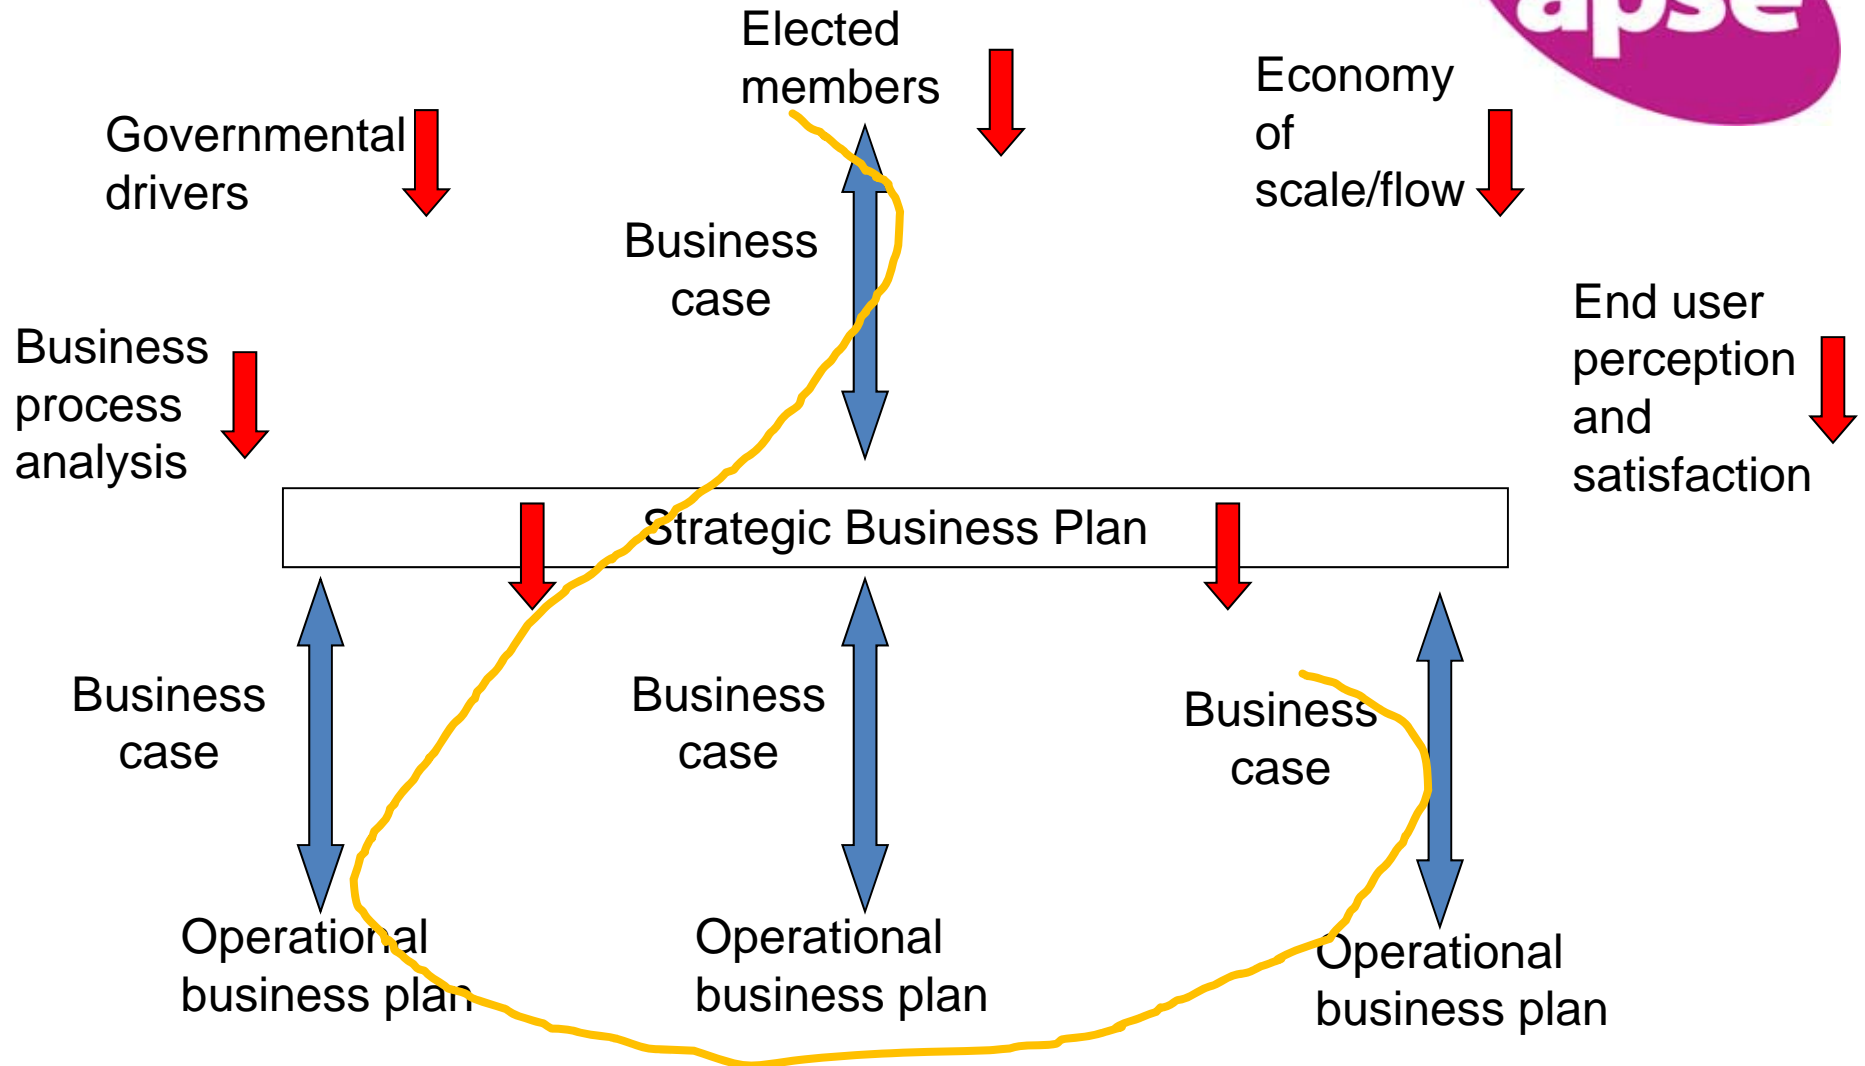 apse
Elected
members
Economy
of
scale/flow
Governmental
drivers
Business
case
End user
perception
and
satisfaction
Business
process
analysis
Strategic Business Plan
Business
case
Business
case
Business
case
Operational
business plan
Operational
business plan
Operational
business plan